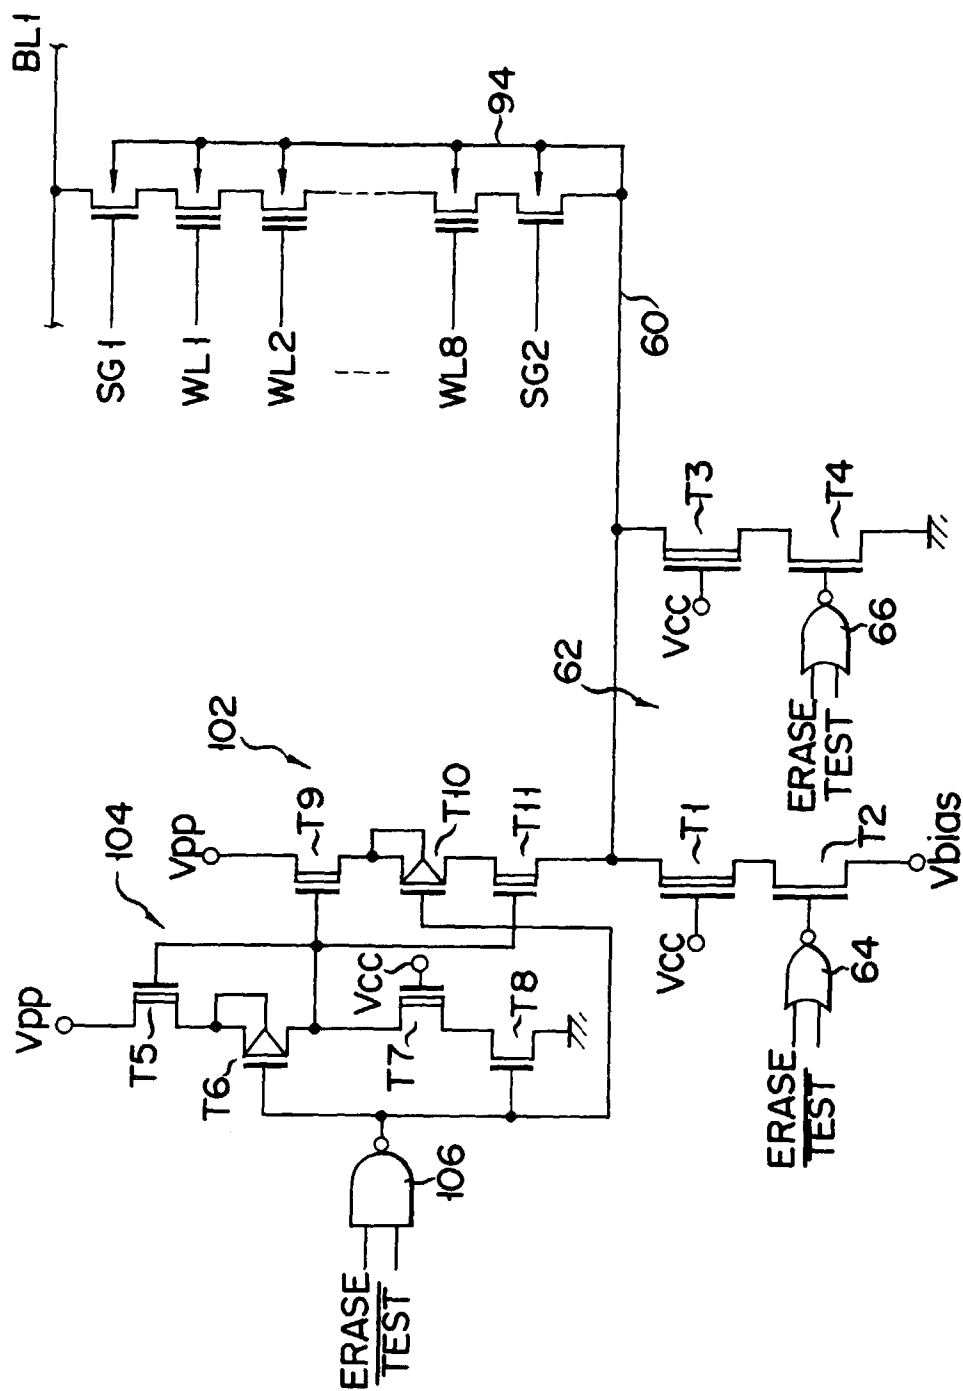 BL1
94
SG1
WL1
WL2
WL8
SG2
60
62
102
104
Vpp
T9
T10
T11
Vpp
T5
T6
VCC
T7
T8
106
ERASE
TEST
VCC
T3
T4
66
ERASE
TEST
VCC
T1
T2
64
ERASE
TEST
Vbias